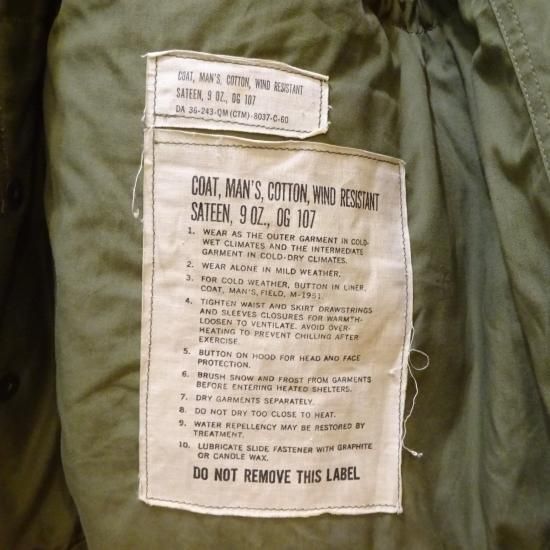 COAT, MAN'S, COTTON, WIND RESISTANT
SATEEN, 9 OZ., OG 107
DA 36-243-QM (CTM)-8037-C-60
COAT, MAN'S, COTTON, WIND RESISTANT
SATEEN, 9 OZ., OG 107
1. WEAR AS THE OUTER GARMENT IN COLD-
WET CLIMATES AND THE INTERMEDIATE
GARMENT IN COLD-DRY CLIMATES.
2. WEAR ALONE IN MILD WEATHER.
3. FOR COLD WEATHER, BUTTON IN LINER,
COAT, MAN'S, FIELD, M-1951.
4. TIGHTEN WAIST AND SKIRT DRAWSTRINGS
AND SLEEVES CLOSURES FOR WARMTH-
LOOSEN TO VENTILATE. AVOID OVER-
HEATING TO PREVENT CHILLING AFTER
EXERCISE.
5. BUTTON ON HOOD FOR HEAD AND FACE
PROTECTION.
6. BRUSH SNOW AND FROST FROM GARMENTS
BEFORE ENTERING HEATED SHELTERS.
7. DRY GARMENTS SEPARATELY.
8. DO NOT DRY TOO CLOSE TO HEAT.
9. WATER REPELLENCY MAY BE RESTORED BY
TREATMENT.
10. LUBRICATE SLIDE FASTENER WITH GRAPHITE
OR CANDLE WAX.
DO NOT REMOVE THIS LABEL